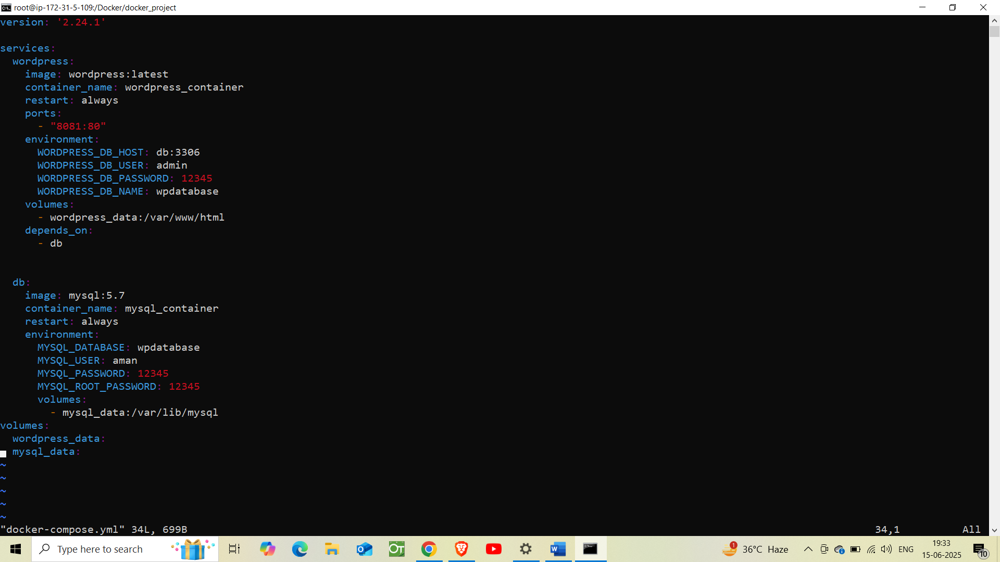 root@ip-172-31-5-109:/Docker/docker_project
version: '2.24.1'
services:
  wordpress:
    image: wordpress:latest
    container_name: wordpress_container
    restart: always
    ports:
      - "8081:80"
    environment:
      WORDPRESS_DB_HOST: db:3306
      WORDPRESS_DB_USER: admin
      WORDPRESS_DB_PASSWORD: 12345
      WORDPRESS_DB_NAME: wpdatabase
    volumes:
      - wordpress_data:/var/www/html
    depends_on:
      - db
  db:
    image: mysql:5.7
    container_name: mysql_container
    restart: always
    environment:
      MYSQL_DATABASE: wpdatabase
      MYSQL_USER: aman
      MYSQL_PASSWORD: 12345
      MYSQL_ROOT_PASSWORD: 12345
      volumes:
        - mysql_data:/var/lib/mysql
volumes:
  wordpress_data:
  mysql_data:
~
~
~
~
~
"docker-compose.yml" 34L, 699B 34,1 All
Type here to search OT 1 36°C Haze ENG 19:33
15-06-2025 10